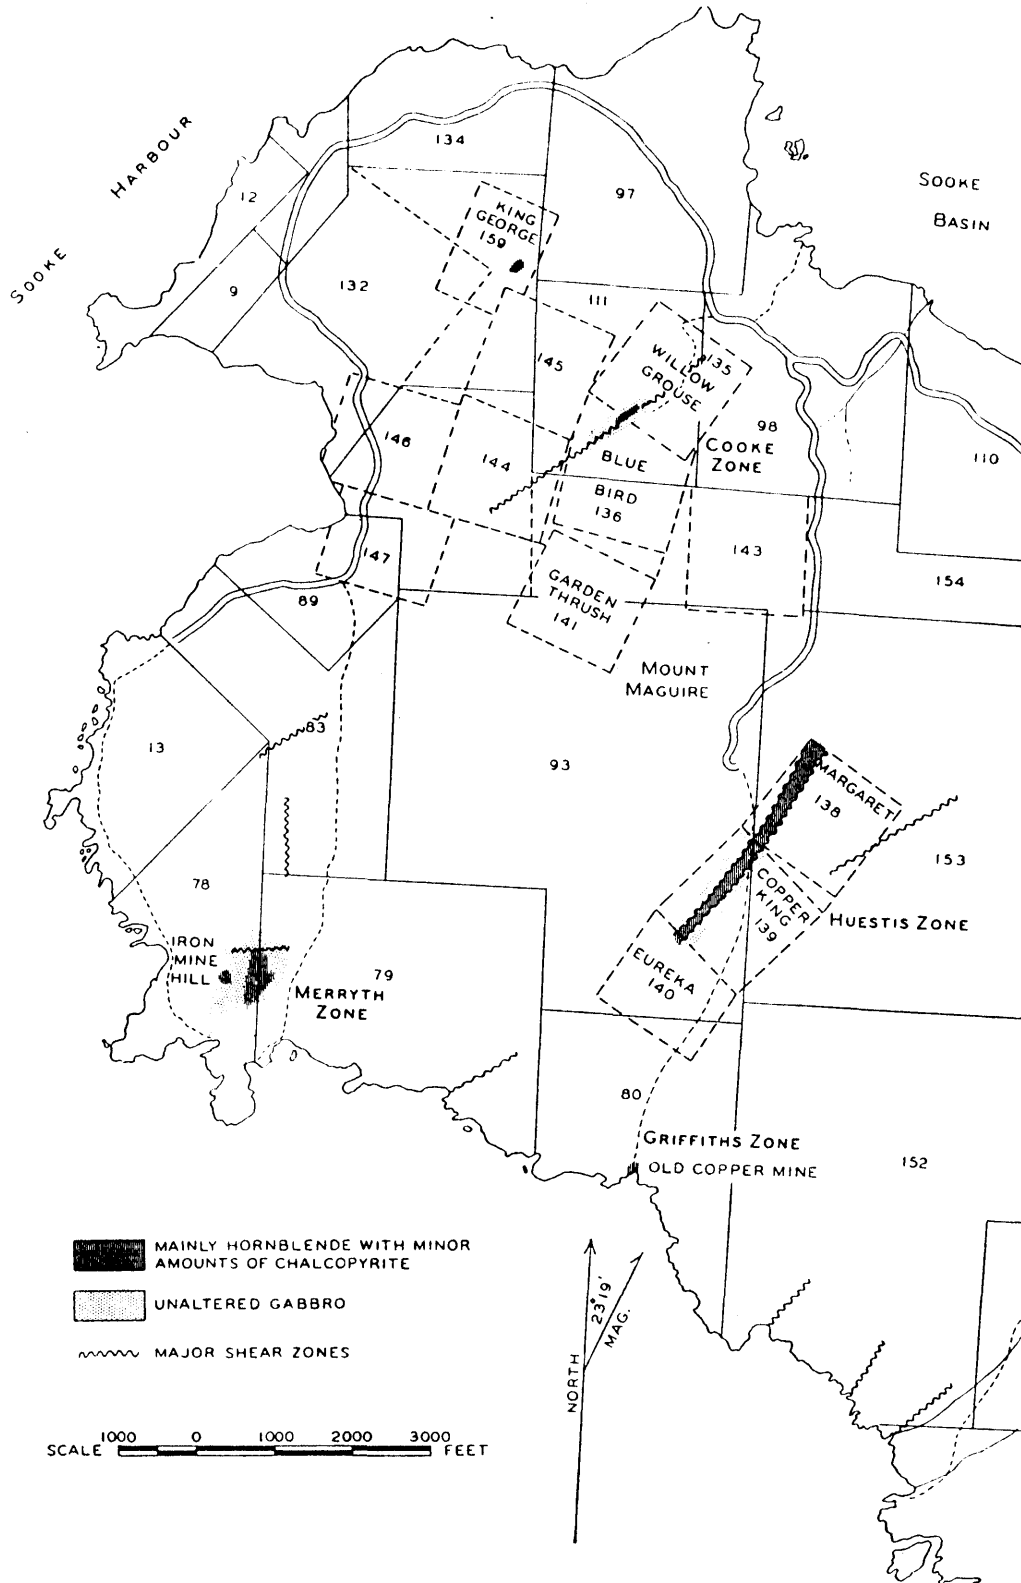 SOOKE
HARBOUR
134
97
12
SOOKE
BASIN
KING
GEORGE
159
9
132
111
145
135
WILLOW
GROUSE
98
COOKE
ZONE
110
146
144
BLUE
BIRD
136
147
143
154
89
GARDEN
THRUSH
141
MOUNT
MAGUIRE
83
13
93
MARGARET
138
153
78
COPPER
KING
139
HUESTIS ZONE
IRON
MINE
HILL
MERRYTH
ZONE
79
EUREKA
140
80
GRIFFITHS ZONE
OLD COPPER MINE
152
MAINLY HORNBLENDE WITH MINOR
AMOUNTS OF CHALCOPYRITE
UNALTERED GABBRO
MAJOR SHEAR ZONES
NORTH
23°19'
MAG.
1000 0 1000 2000 3000
SCALE FEET